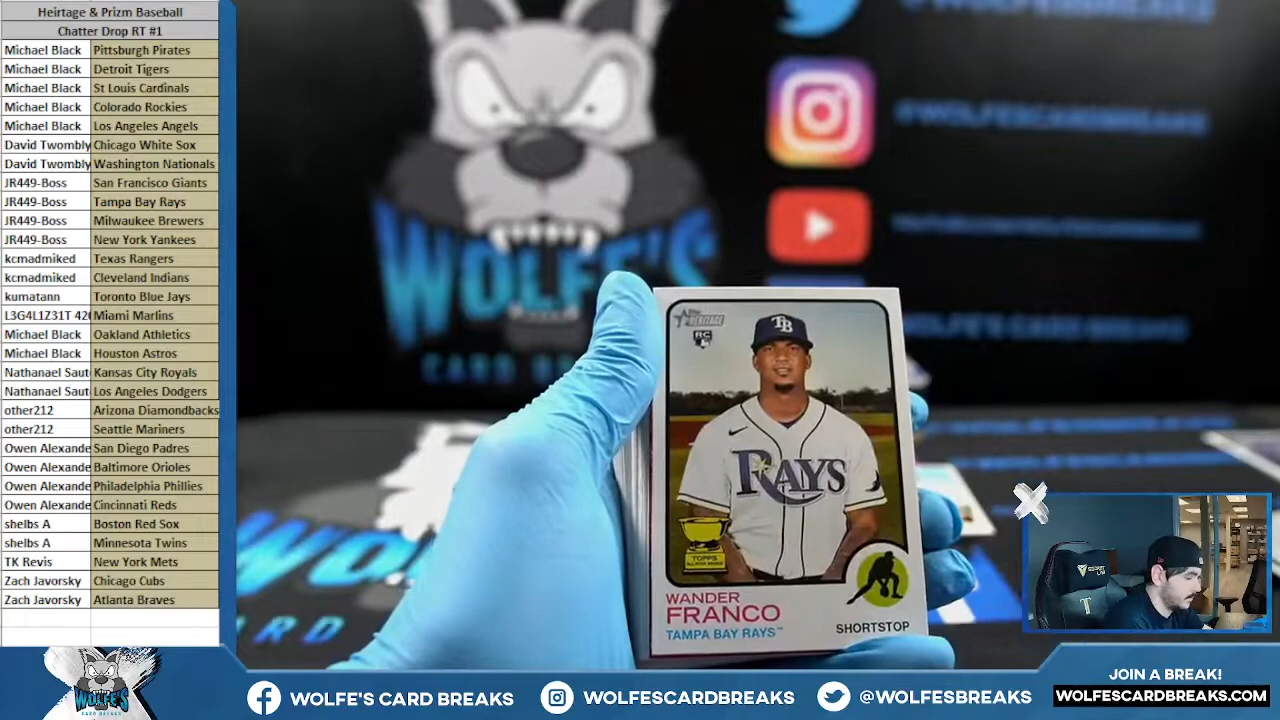 Heirtage & Prizm Baseball
Chatter Drop RT #1
Michael Black Pittsburgh Pirates
Michael Black Detroit Tigers
Michael Black St Louis Cardinals
Michael Black Colorado Rockies
Michael Black Los Angeles Angels
David Twombly Chicago White Sox
David Twombly Washington Nationals
JR449-Boss San Francisco Giants
JR449-Boss Tampa Bay Rays
JR449-Boss Milwaukee Brewers
JR449-Boss New York Yankees
kcmadmiked Texas Rangers
kcmadmiked Cleveland Indians
kumatann Toronto Blue Jays
L3G4L1Z31T 42 Miami Marlins
Michael Black Oakland Athletics
Michael Black Houston Astros
Nathanael Saut Kansas City Royals
Nathanael Saut Los Angeles Dodgers
other212 Arizona Diamondbacks
other212 Seattle Mariners
Owen Alexande San Diego Padres
Owen Alexande Baltimore Orioles
Owen Alexande Philadelphia Phillies
Owen Alexande Cincinnati Reds
shelbs A Boston Red Sox
shelbs A Minnesota Twins
TK Revis New York Mets
Zach Javorsky Chicago Cubs
Zach Javorsky Atlanta Braves
@WOLFESCARDBREAKS
WOLFE'S
CARD
Topps
HERITAGE
RC
TB
RAYS
TOPPS
WANDER
FRANCO
TAMPA BAY RAYS™
SHORTSTOP
WOLFE'S
CARD BREAKS
WOLFE'S CARD BREAKS
WOLFESCARDBREAKS
@WOLFESBREAKS
JOIN A BREAK!
WOLFESCARDBREAKS.COM